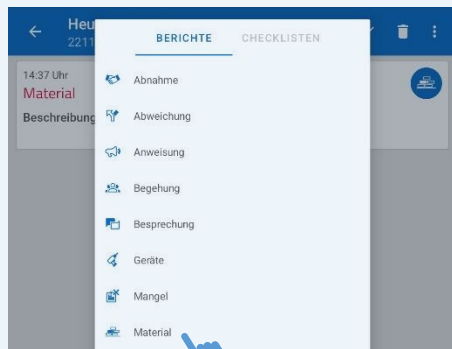 Heu
2211
BERICHTE CHECKLISTEN
14:37 Uhr
Material
Beschreibung
Abnahme
Abweichung
Anweisung
Begehung
Besprechung
Geräte
Mangel
Material